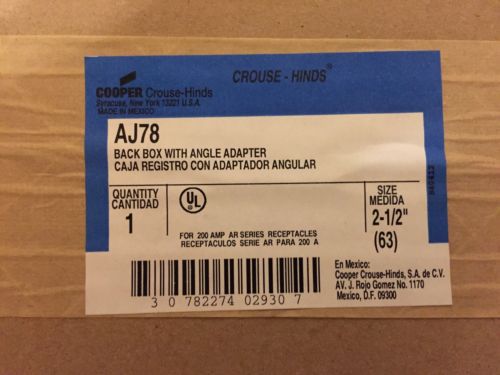 CROUSE - HINDS®
COOPER Crouse-Hinds
Syracuse, New York 13221 U.S.A.
MADE IN MEXICO
AJ78
BACK BOX WITH ANGLE ADAPTER
CAJA REGISTRO CON ADAPTADOR ANGULAR
QUANTITY
CANTIDAD
1
UL
®
FOR 200 AMP AR SERIES RECEPTACLES
RECEPTACULOS SERIE AR PARA 200 A
SIZE
MEDIDA
2-1/2"
(63)
3 0 782274 02930 7
En Mexico:
Cooper Crouse-Hinds, S.A. de C.V.
AV. J. Rojo Gomez No. 1170
Mexico, D.F. 09300